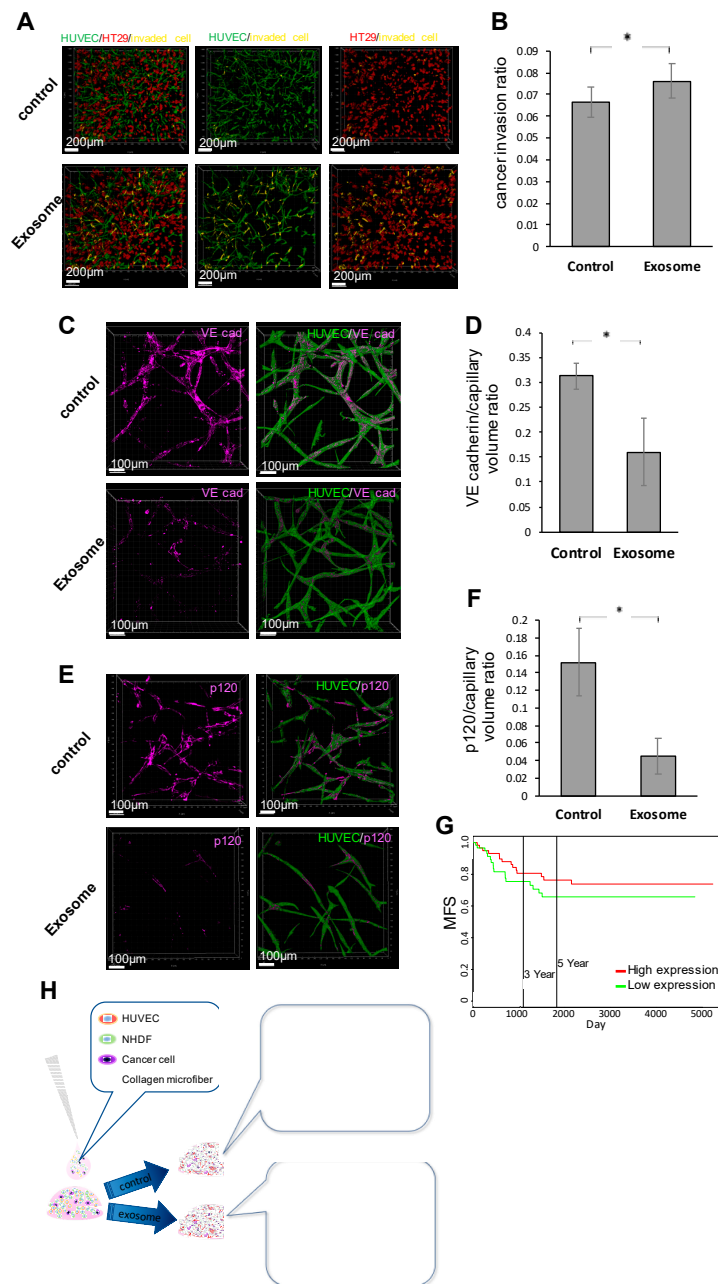 A
HUVEC/HT29/invaded cell
HUVEC/invaded cell
HT29/invaded cell
control
200μm
200μm
200μm
Exosome
200μm
200μm
200μm
B
*
cancer invasion ratio
0.09
0.08
0.07
0.06
0.05
0.04
0.03
0.02
0.01
0
Control
Exosome
C
control
VE cad
100μm
HUVEC/VE cad
100μm
Exosome
VE cad
100μm
HUVEC/VE cad
100μm
D
*
VE cadherin/capillary
volume ratio
0.4
0.35
0.3
0.25
0.2
0.15
0.1
0.05
0
Control
Exosome
E
control
p120
100μm
HUVEC/p120
100μm
Exosome
p120
100μm
HUVEC/p120
100μm
F
*
p120/capillary
volume ratio
0.2
0.18
0.16
0.14
0.12
0.1
0.08
0.06
0.04
0.02
0
Control
Exosome
G
MFS
1.0
0.8
0.6
0.4
0.2
0
3 Year
5 Year
High expression
Low expression
0
1000
2000
3000
4000
5000
Day
H
HUVEC
NHDF
Cancer cell
Collagen microfiber
control
exosome